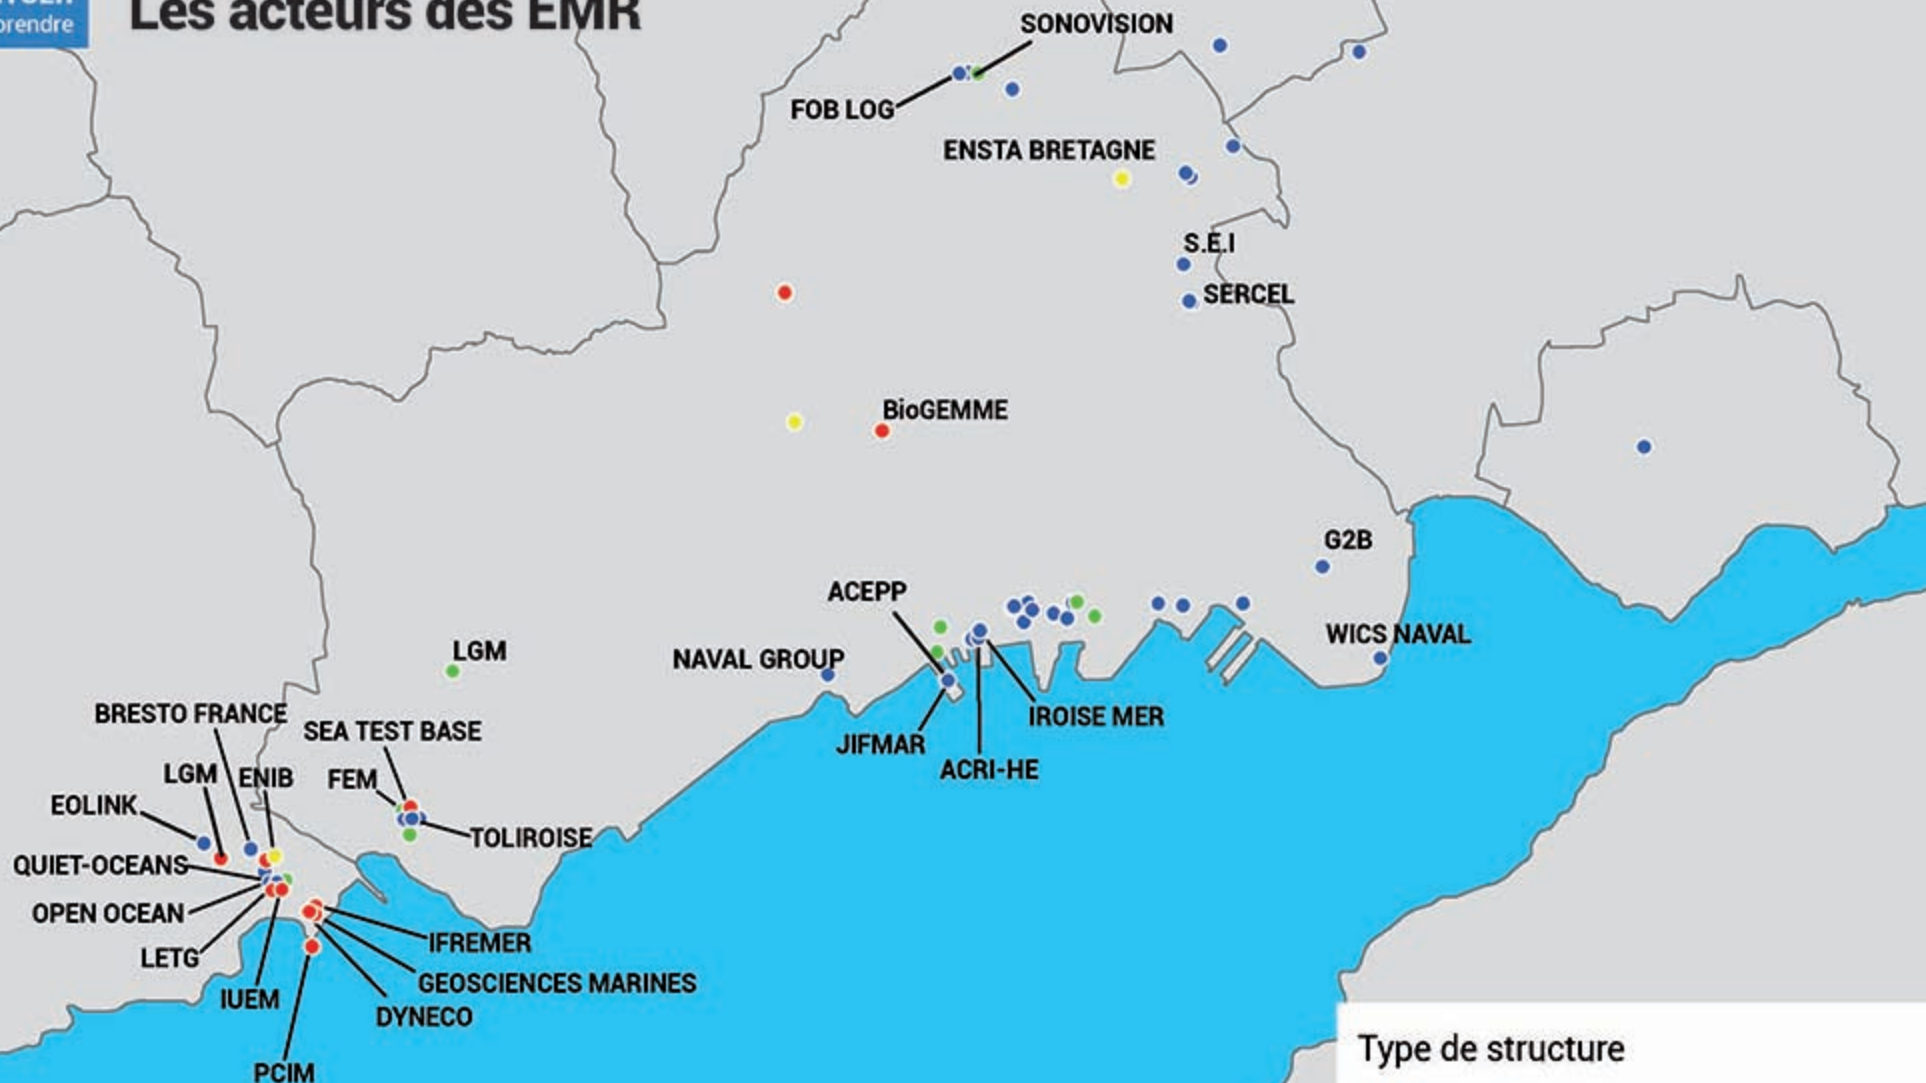 prendre
Les acteurs des EMR
SONOVISION
FOB LOG
ENSTA BRETAGNE
S.E.I
SERCEL
BioGEMME
G2B
ACEPP
WICS NAVAL
LGM
NAVAL GROUP
BRESTO FRANCE
SEA TEST BASE
IROISE MER
JIFMAR
ACRI-HE
LGM
ENIB
FEM
EOLINK
TOLIROISE
QUIET-OCEANS
OPEN OCEAN
LETG
IFREMER
GEOSCIENCES MARINES
IUEM
DYNECO
PCIM
Type de structure